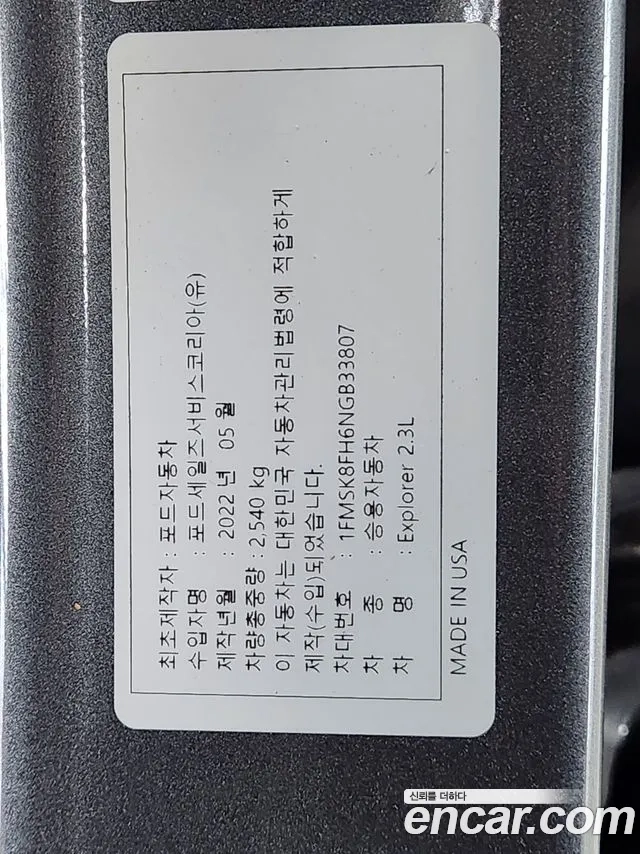 최초제작자 : 포드자동차
수입자명 : 포드세일즈서비스코리아(유)
제작년월 : 2022 년 05 월
차량총중량 : 2,540 kg
이 자동차는 대한민국 자동차관리법령에 적합하게
제작(수입)되었습니다.
차대번호 : 1FMSK8FH6NGB33807
차 종 : 승용자동차
차 명 : Explorer 2.3L
MADE IN USA
신뢰를 더하다
encar.com